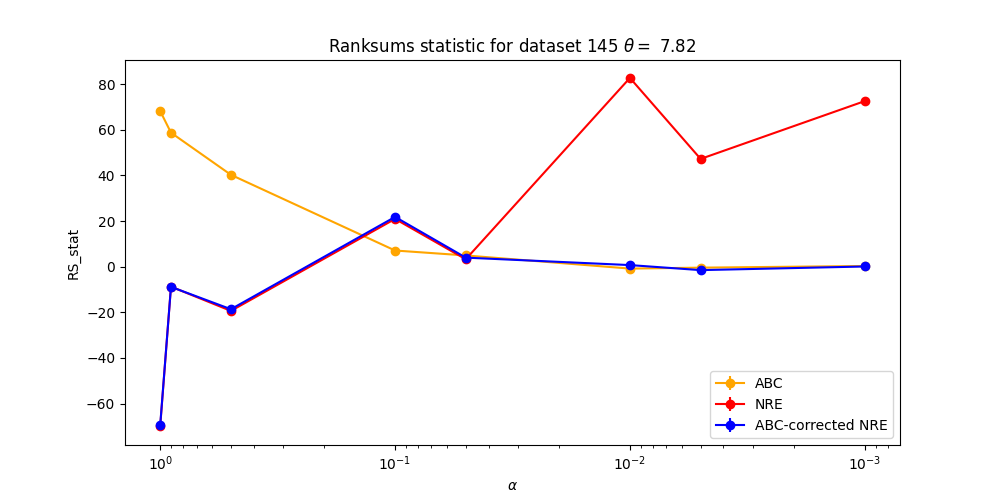 Ranksums statistic for dataset 145 $\theta =$ 7.82
RS_stat
80
60
40
20
0
−20
−40
−60
10⁰
10⁻¹
10⁻²
10⁻³
α
ABC
NRE
ABC-corrected NRE